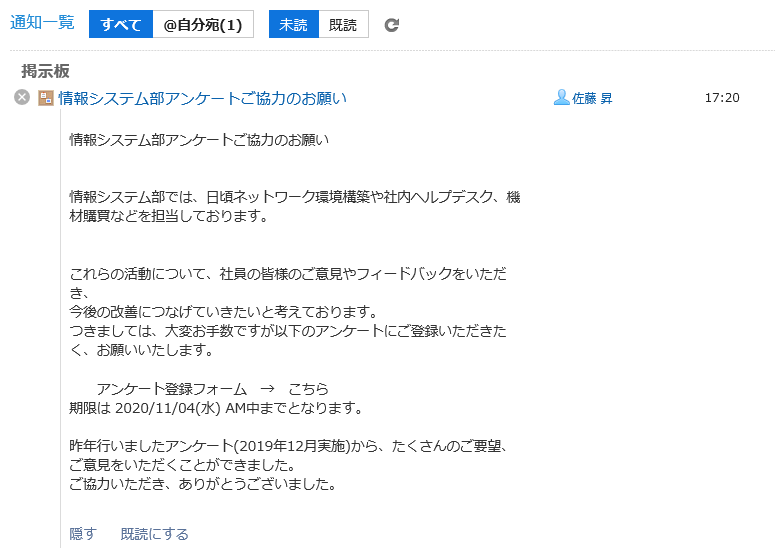 通知一覧 すべて @自分宛(1) 未読 既読
掲示板
情報システム部アンケートご協力のお願い 佐藤 昇 17:20
情報システム部アンケートご協力のお願い
情報システム部では、日頃ネットワーク環境構築や社内ヘルプデスク、機
材購買などを担当しております。
これらの活動について、社員の皆様のご意見やフィードバックをいただ
き、
今後の改善につなげていきたいと考えております。
つきましては、大変お手数ですが以下のアンケートにご登録いただきた
く、お願いいたします。
アンケート登録フォーム → こちら
期限は 2020/11/04(水) AM中までとなります。
昨年行いましたアンケート(2019年12月実施)から、たくさんのご要望、
ご意見をいただくことができました。
ご協力いただき、ありがとうございました。
隠す 既読にする